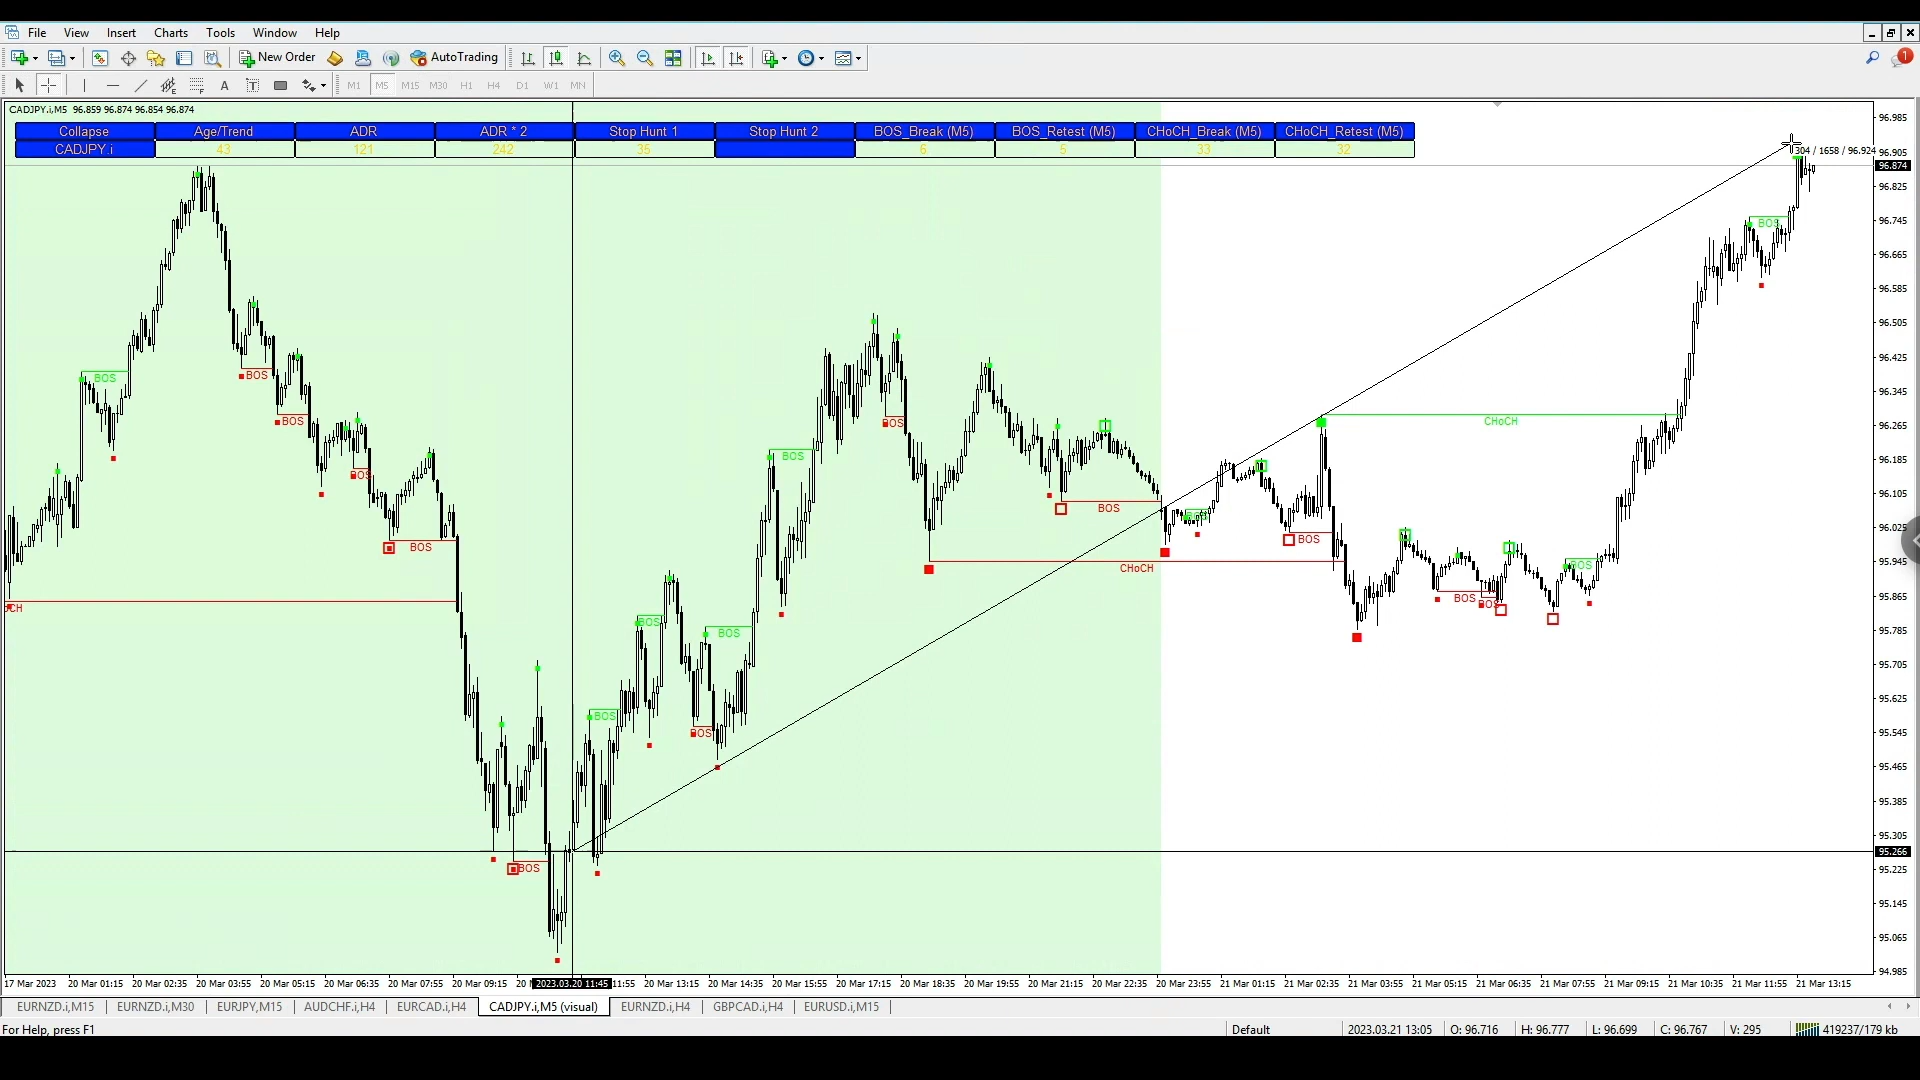 File View Insert Charts Tools Window Help
New Order AutoTrading 1
A T M1 M5 M15 M30 H1 H4 D1 W1 MN
CADJPY.i,M5 96.859 96.874 96.854 96.874
Collapse Age/Trend ADR ADR * 2 Stop Hunt 1 Stop Hunt 2 BOS_Break (M5) BOS_Retest (M5) CHoCH_Break (M5) CHoCH_Retest (M5)
CADJPY.i 43 121 242 35 6 5 33 32
304 / 1658 / 96.924
96.985
96.905
96.874
96.825
96.745
96.665
96.585
96.505
96.425
96.345
96.265
96.185
96.105
96.025
95.945
95.865
95.785
95.705
95.625
95.545
95.465
95.385
95.305
95.266
95.225
95.145
95.065
94.985
BOS
BOS
BOS
BOS
BOS
BOS
BOS
BOS
BOS
BOS
BOS
BOS
BOS
BOS
CHoCH
BOS
BOS
CHoCH
BOS
BOS
BOS
BOS
17 Mar 2023 20 Mar 01:15 20 Mar 02:35 20 Mar 03:55 20 Mar 05:15 20 Mar 06:35 20 Mar 07:55 20 Mar 09:15 2023.03.20 11:45 11:55 20 Mar 13:15 20 Mar 14:35 20 Mar 15:55 20 Mar 17:15 20 Mar 18:35 20 Mar 19:55 20 Mar 21:15 20 Mar 22:35 20 Mar 23:55 21 Mar 01:15 21 Mar 02:35 21 Mar 03:55 21 Mar 05:15 21 Mar 06:35 21 Mar 07:55 21 Mar 09:15 21 Mar 10:35 21 Mar 11:55 21 Mar 13:15
EURNZD.i,M15 EURNZD.i,M30 EURJPY,M15 AUDCHF.i,H4 EURCAD.i,H4 CADJPY.i,M5 (visual) EURNZD.i,H4 GBPCAD.i,H4 EURUSD.i,M15
For Help, press F1 Default 2023.03.21 13:05 O: 96.716 H: 96.777 L: 96.699 C: 96.767 V: 295 419237/179 kb